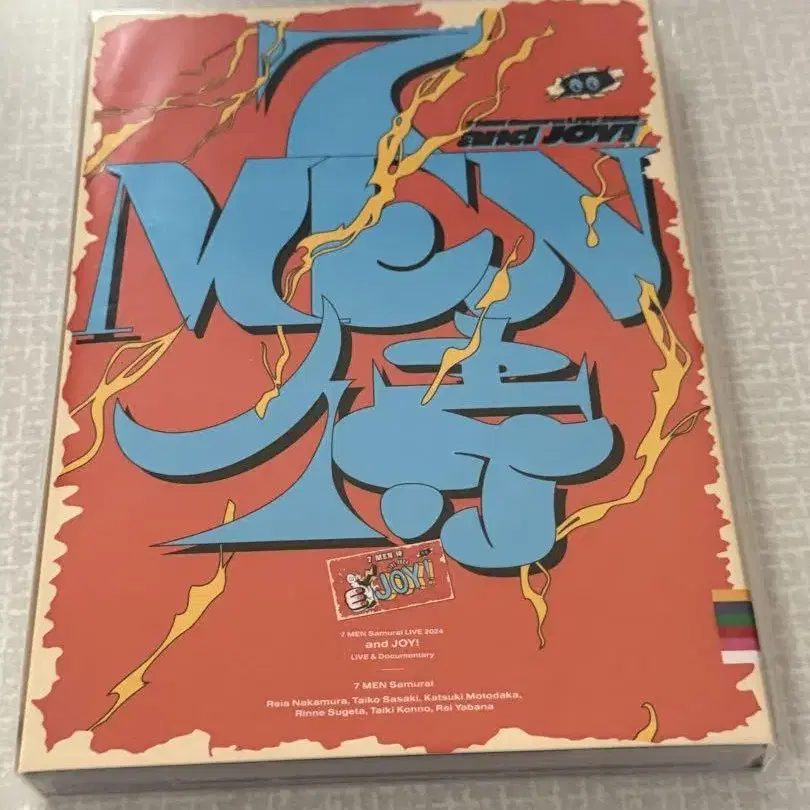 7
MEN
侍
and JOY!
7 MEN 侍
JOY!
7 MEN Samurai LIVE 2024
and JOY!
LIVE & Documentary
7 MEN Samurai
Reia Nakamura, Taiko Sasaki, Katsuki Motodaka,
Rinne Sugeta, Taiki Konno, Rei Yabana